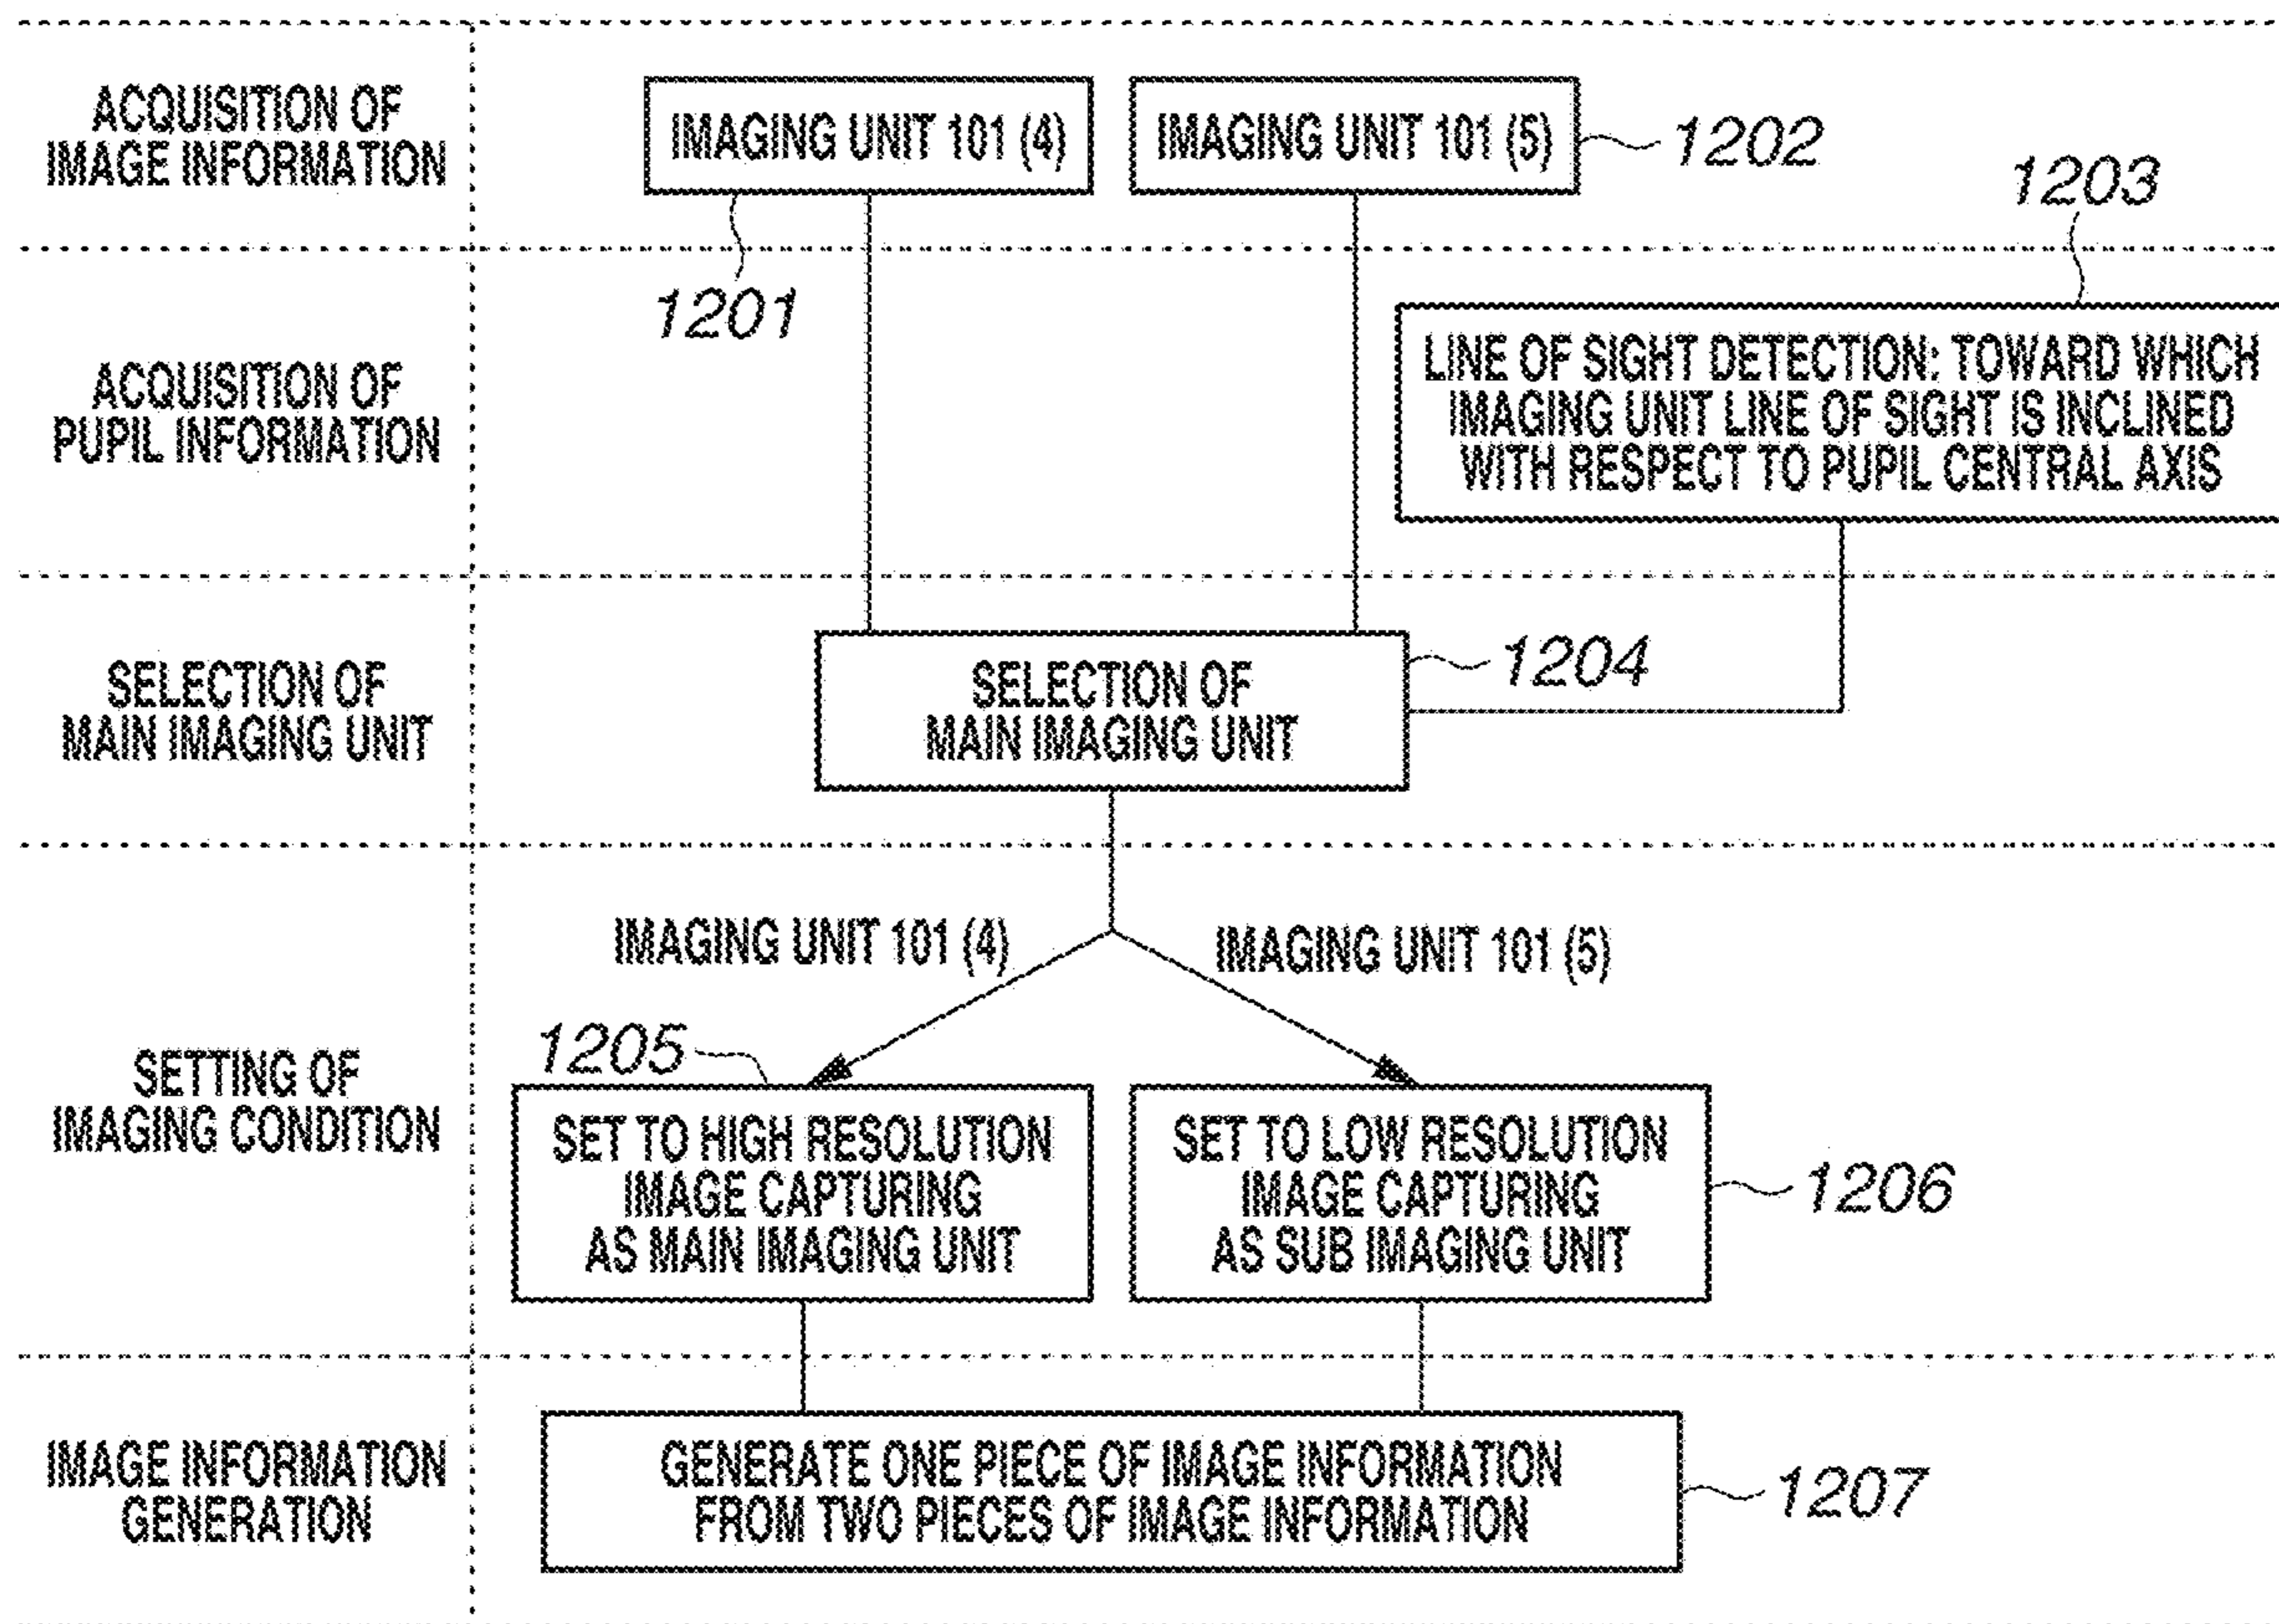 ACQUISITION OF
IMAGE INFORMATION
IMAGING UNIT 101 (4)
IMAGING UNIT 101 (5)
1202
1203
1201
ACQUISITION OF
PUPIL INFORMATION
LINE OF SIGHT DETECTION: TOWARD WHICH
IMAGING UNIT LINE OF SIGHT IS INCLINED
WITH RESPECT TO PUPIL CENTRAL AXIS
SELECTION OF
MAIN IMAGING UNIT
SELECTION OF
MAIN IMAGING UNIT
1204
SETTING OF
IMAGING CONDITION
IMAGING UNIT 101 (4)
IMAGING UNIT 101 (5)
1205
SET TO HIGH RESOLUTION
IMAGE CAPTURING
AS MAIN IMAGING UNIT
SET TO LOW RESOLUTION
IMAGE CAPTURING
AS SUB IMAGING UNIT
1206
IMAGE INFORMATION
GENERATION
GENERATE ONE PIECE OF IMAGE INFORMATION
FROM TWO PIECES OF IMAGE INFORMATION
1207